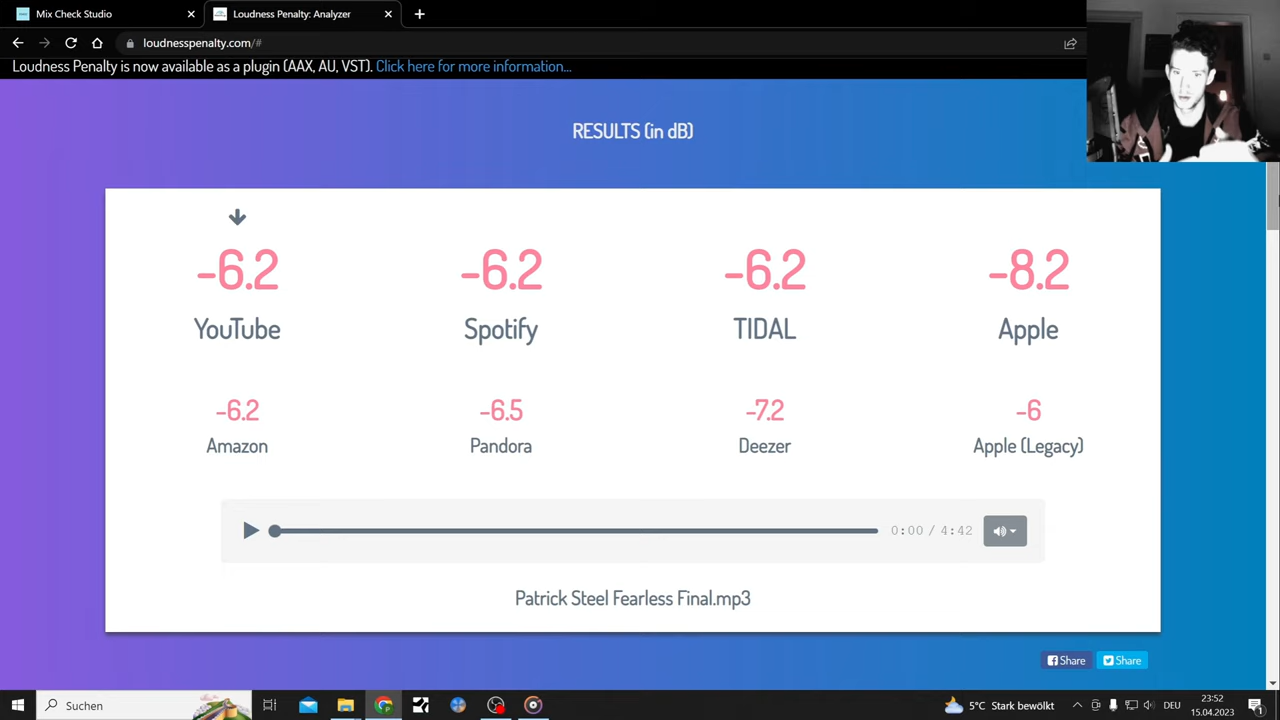 Mix Check Studio
Loudness Penalty: Analyzer
loudnesspenalty.com/#
Loudness Penalty is now available as a plugin (AAX, AU, VST). Click here for more information...
RESULTS (in dB)
-6.2 -6.2 -6.2 -8.2
YouTube Spotify TIDAL Apple
-6.2 -6.5 -7.2 -6
Amazon Pandora Deezer Apple (Legacy)
0:00 / 4:42
Patrick Steel Fearless Final.mp3
Share Share
Suchen
5°C Stark bewölkt
DEU
23:52
15.04.2023
1